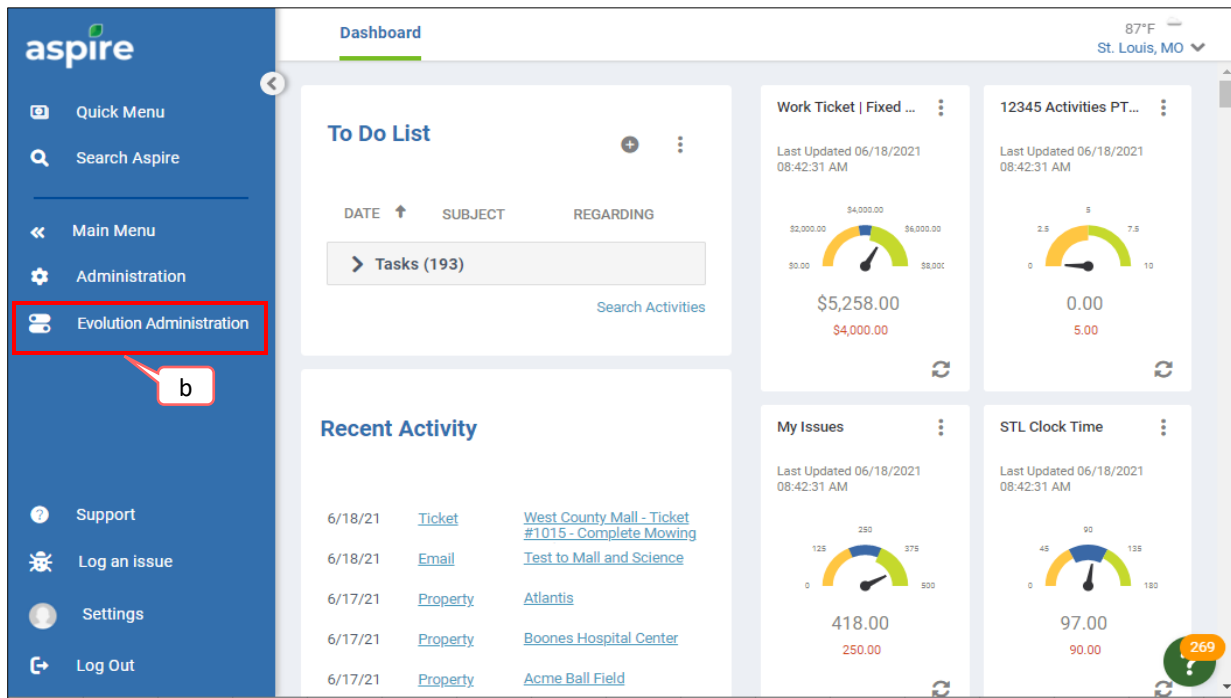 aspire
Quick Menu
Search Aspire
Main Menu
Administration
Evolution Administration
b
Support
Log an issue
Settings
Log Out
Dashboard
87°F
St. Louis, MO
To Do List
DATE SUBJECT REGARDING
Tasks (193)
Search Activities
Recent Activity
6/18/21 Ticket West County Mall - Ticket
#1015 - Complete Mowing
6/18/21 Email Test to Mall and Science
6/17/21 Property Atlantis
6/17/21 Property Boones Hospital Center
6/17/21 Property Acme Ball Field
Work Ticket | Fixed ...
Last Updated 06/18/2021
08:42:31 AM
$4,000.00
$2,000.00 $6,000.00
$0.00 $8,000
$5,258.00
$4,000.00
12345 Activities PT...
Last Updated 06/18/2021
08:42:31 AM
5
2.5 7.5
0 10
0.00
5.00
My Issues
Last Updated 06/18/2021
08:42:31 AM
250
125 375
0 500
418.00
250.00
STL Clock Time
Last Updated 06/18/2021
08:42:31 AM
90
45 135
0 180
97.00
90.00
?
269